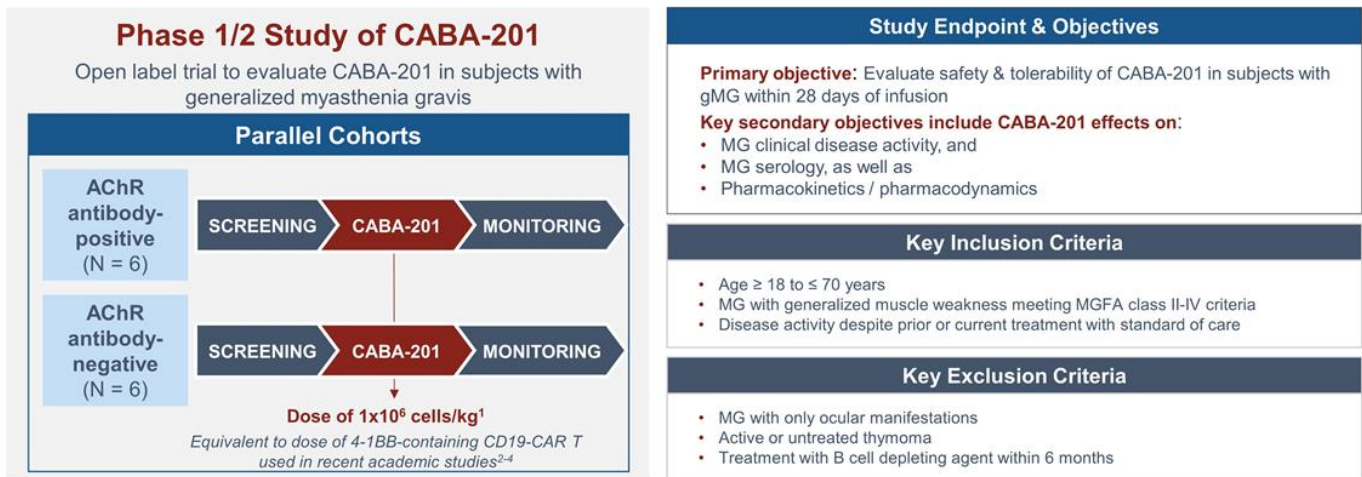 Phase 1/2 Study of CABA-201
Open label trial to evaluate CABA-201 in subjects with
generalized myasthenia gravis
Parallel Cohorts
AChR
antibody-
positive
(N = 6)
SCREENING
CABA-201
MONITORING
AChR
antibody-
negative
(N = 6)
SCREENING
CABA-201
MONITORING
Dose of 1x10⁶ cells/kg¹
Equivalent to dose of 4-1BB-containing CD19-CAR T
used in recent academic studies²⁻⁴
Study Endpoint & Objectives
Primary objective: Evaluate safety & tolerability of CABA-201 in subjects with
gMG within 28 days of infusion
Key secondary objectives include CABA-201 effects on:
• MG clinical disease activity, and
• MG serology, as well as
• Pharmacokinetics / pharmacodynamics
Key Inclusion Criteria
• Age ≥ 18 to ≤ 70 years
• MG with generalized muscle weakness meeting MGFA class II-IV criteria
• Disease activity despite prior or current treatment with standard of care
Key Exclusion Criteria
• MG with only ocular manifestations
• Active or untreated thymoma
• Treatment with B cell depleting agent within 6 months